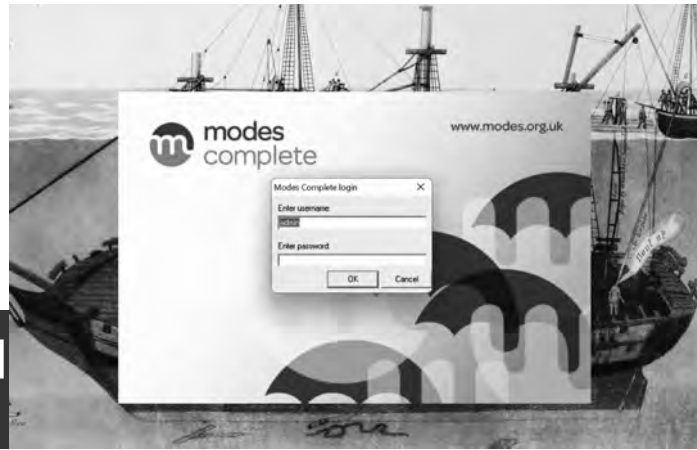 modes
complete
www.modes.org.uk
Modes Complete login
Enter username:
admin
Enter password:
OK
Cancel